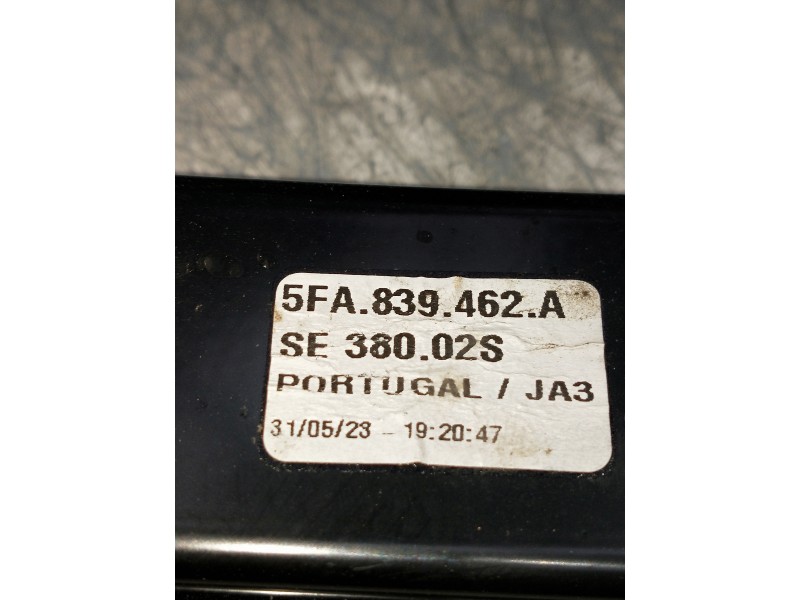 5FA.839.462.A
SE 380.02S
PORTUGAL / JA3
31/05/23 - 19:20:47